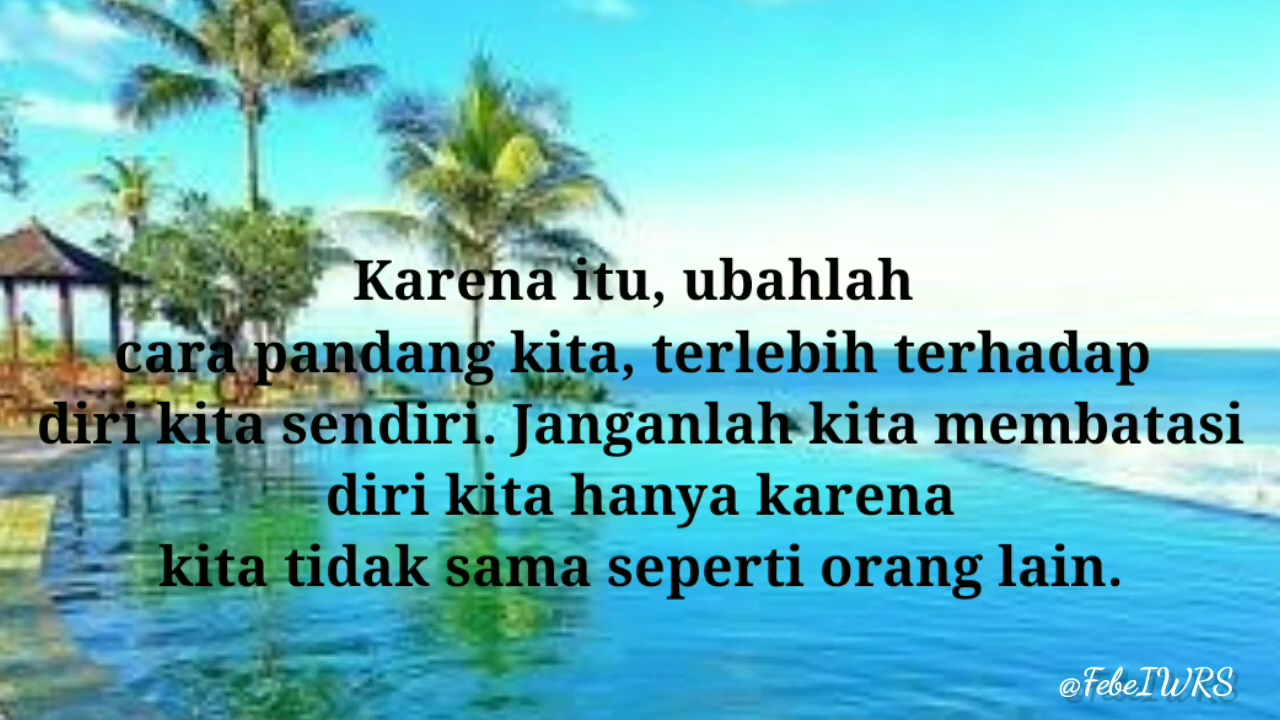 Karena itu, ubahlah
cara pandang kita, terlebih terhadap
diri kita sendiri. Janganlah kita membatasi
diri kita hanya karena
kita tidak sama seperti orang lain.
@FebeIWRS